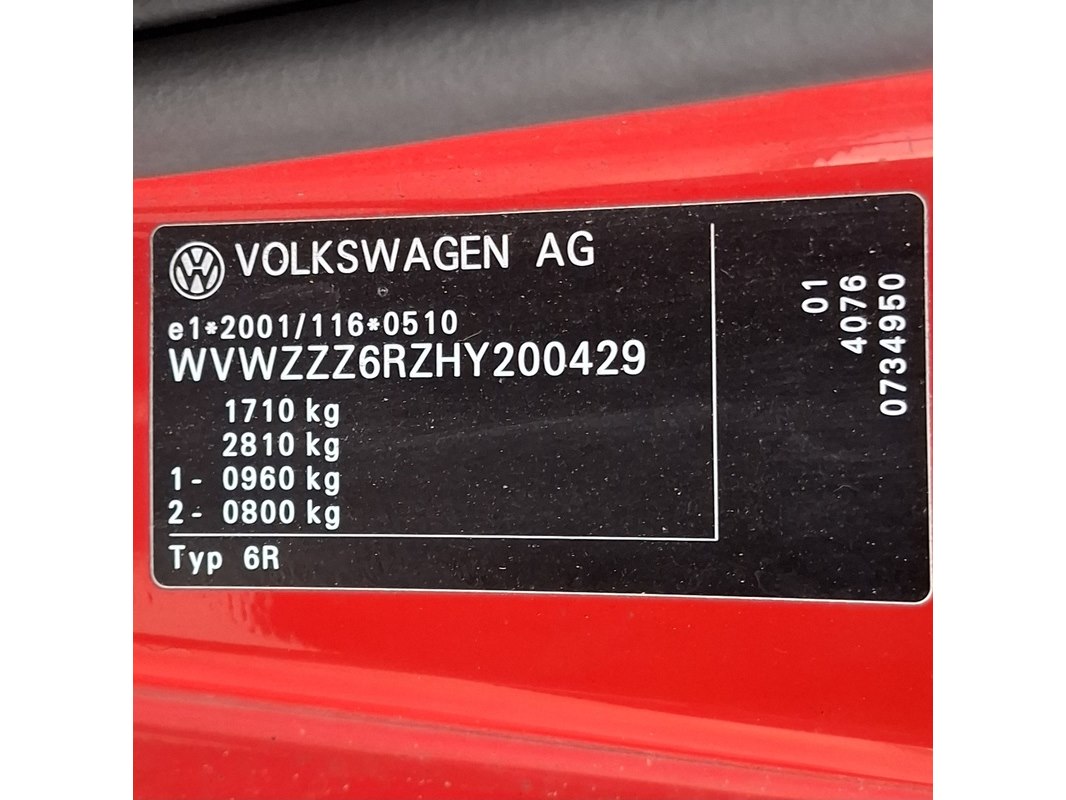 VOLKSWAGEN AG
e1*2001/116*0510
WVWZZZ6RZHY200429
1710 kg
2810 kg
1- 0960 kg
2- 0800 kg
Typ 6R
01
4076
0734950